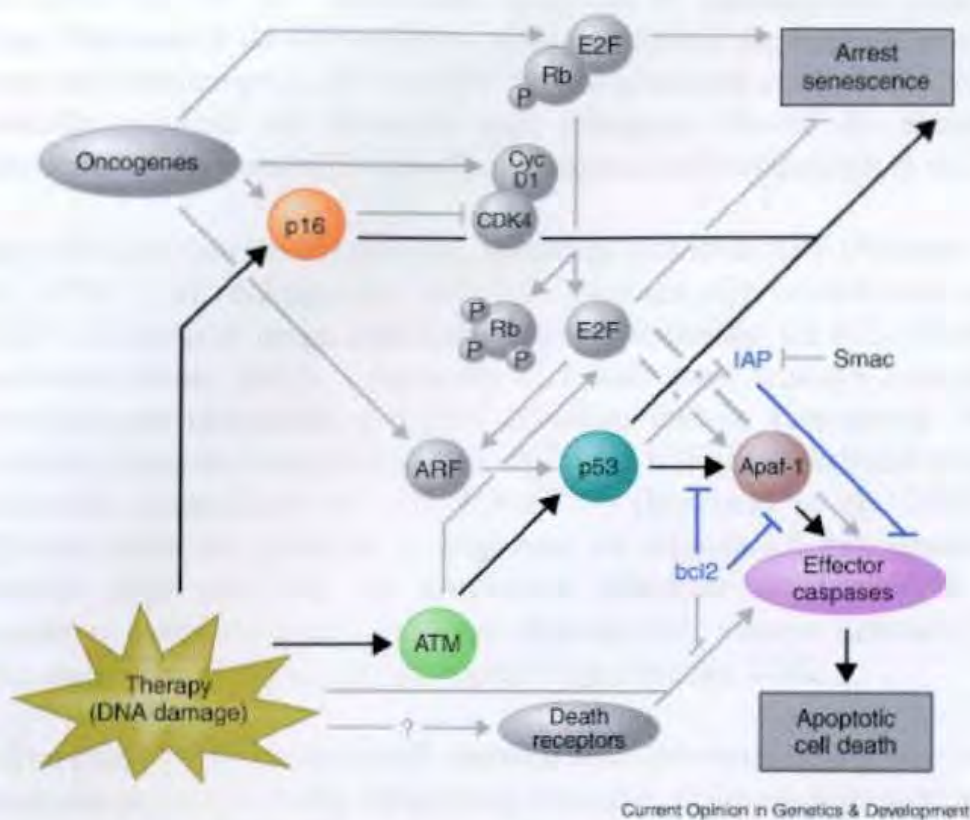 E2F
Rb
P
Arrest
senescence
Oncogenes
Cyc
D1
CDK4
p16
P
Rb
P
P
E2F
IAP
Smac
ARF
p53
Apaf-1
bcl2
Effector
caspases
ATM
Therapy
(DNA damage)
?
Death
receptors
Apoptotic
cell death
Current Opinion in Genetics & Development